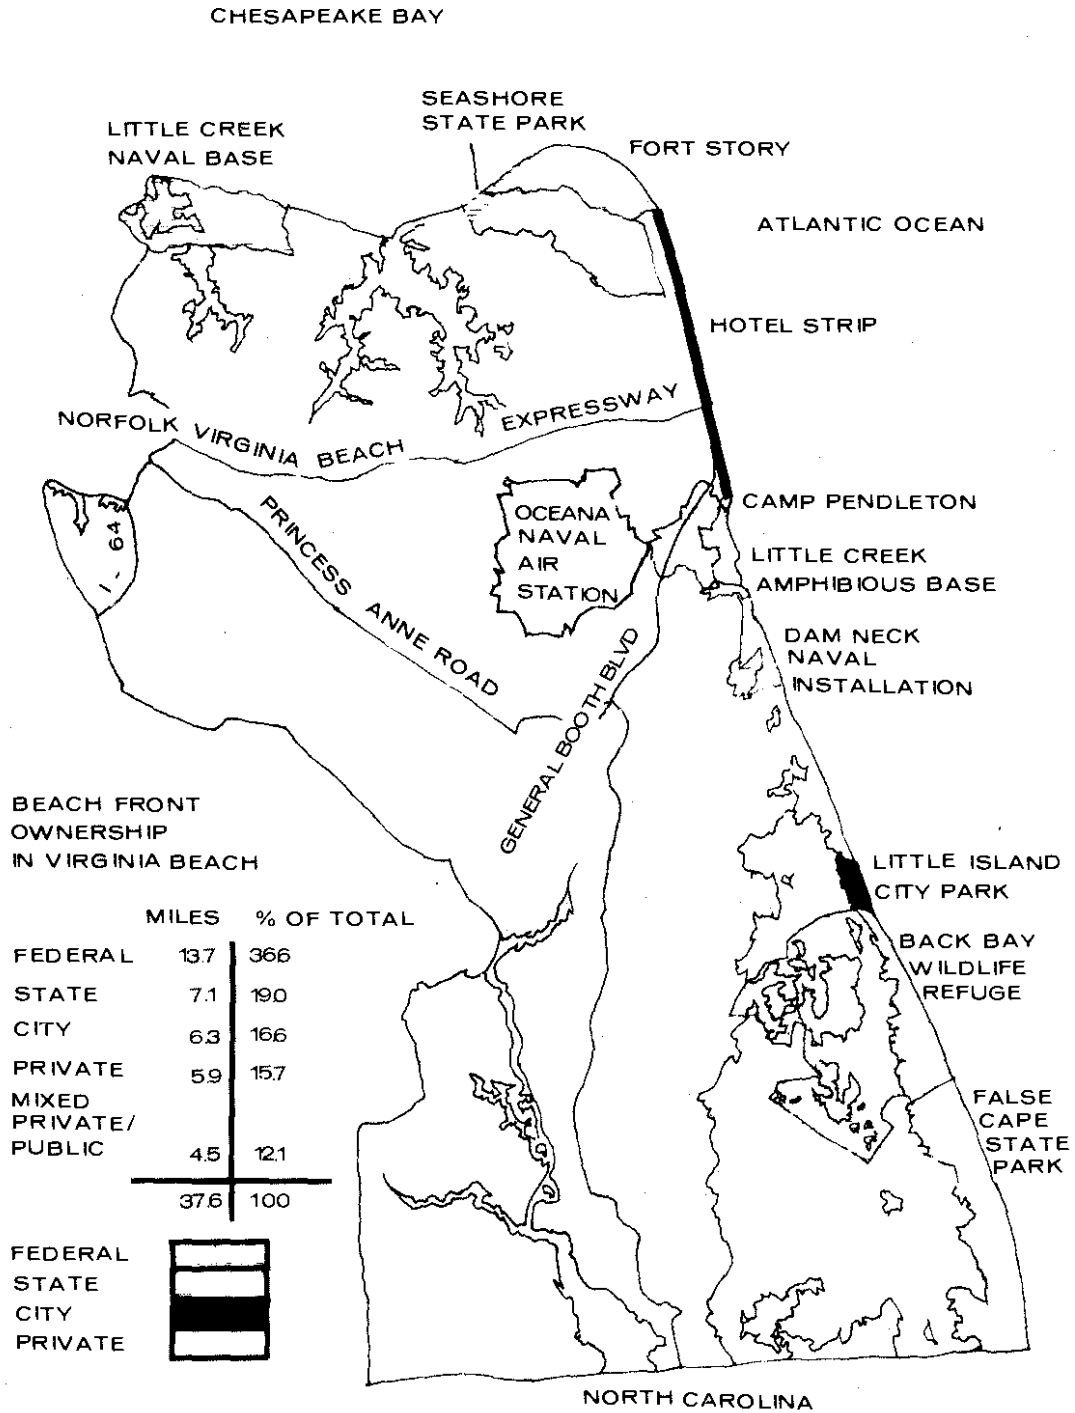 CHESAPEAKE BAY
SEASHORE
STATE PARK
LITTLE CREEK
NAVAL BASE
FORT STORY
ATLANTIC OCEAN
HOTEL STRIP
NORFOLK VIRGINIA BEACH EXPRESSWAY
CAMP PENDLETON
OCEANA
NAVAL
AIR
STATION
PRINCESS ANNE ROAD
I-64
LITTLE CREEK
AMPHIBIOUS BASE
DAM NECK
NAVAL
INSTALLATION
GENERAL BOOTH BLVD
BEACH FRONT
OWNERSHIP
IN VIRGINIA BEACH
LITTLE ISLAND
CITY PARK
MILES % OF TOTAL
FEDERAL 13.7 36.6
STATE 7.1 19.0
CITY 6.3 16.6
PRIVATE 5.9 15.7
MIXED
PRIVATE/
PUBLIC 4.5 12.1
37.6 100
BACK BAY
WILDLIFE
REFUGE
FALSE
CAPE
STATE
PARK
FEDERAL
STATE
CITY
PRIVATE
NORTH CAROLINA